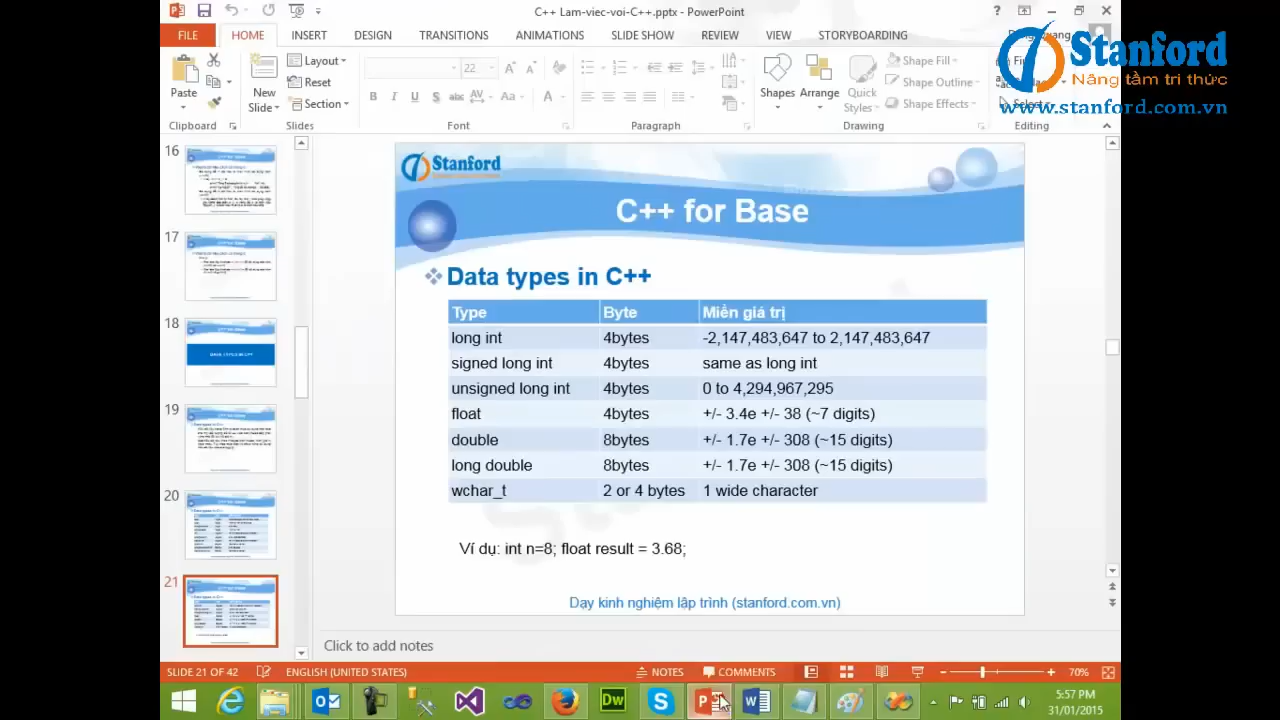 C++ Lam-viec-voi-C++.pptx - PowerPoint
FILE HOME INSERT DESIGN TRANSITIONS ANIMATIONS SLIDE SHOW REVIEW VIEW STORYBOARDING
Stanford
Nâng tầm tri thức
www.stanford.com.vn
Paste
New Slide
Layout
Reset
Section
22
B I U S abc AV Aa A
Shapes
Arrange
Quick Styles
Shape Fill
Shape Outline
Shape Effects
Select
Clipboard Slides Font Paragraph Drawing Editing
16
17
18
19
20
21
Stanford
C++ for Base
Data types in C++
Type Byte Miền giá trị
long int 4bytes -2,147,483,647 to 2,147,483,647
signed long int 4bytes same as long int
unsigned long int 4bytes 0 to 4,294,967,295
float 4bytes +/- 3.4e +/- 38 (~7 digits)
double 8bytes +/- 1.7e +/- 308 (~15 digits)
long double 8bytes +/- 1.7e +/- 308 (~15 digits)
wchar_t 2 or 4 bytes 1 wide character
Ví dụ: int n=8; float result = 3.68;
Dạy kinh nghiệm lập trình (stanford.com.vn)
Click to add notes
SLIDE 21 OF 42 ENGLISH (UNITED STATES) NOTES COMMENTS 70%
5:57 PM
31/01/2015